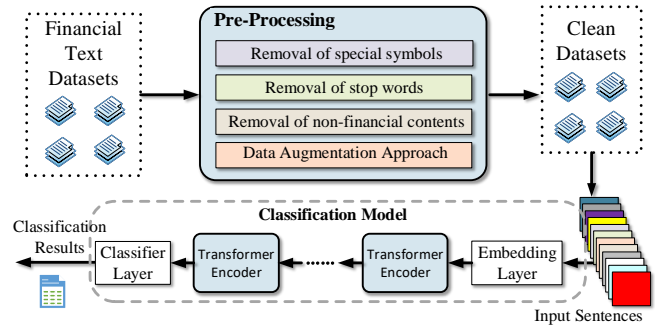 Financial
Text
Datasets
Pre-Processing
Removal of special symbols
Removal of stop words
Removal of non-financial contents
Data Augmentation Approach
Clean
Datasets
Classification Model
Classification
Results
Classifier
Layer
Transformer
Encoder
......
Transformer
Encoder
Embedding
Layer
Input Sentences